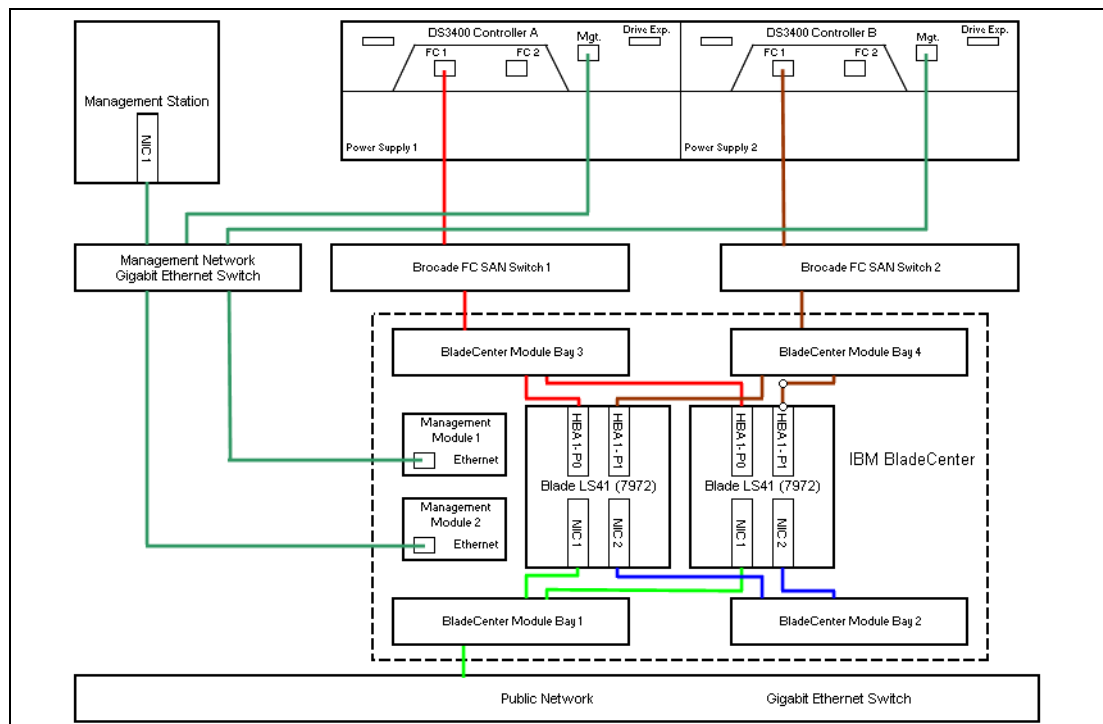 DS3400 Controller A
Mgt.
Drive Exp.
DS3400 Controller B
Mgt.
Drive Exp.
FC 1
FC 2
FC 1
FC 2
Management Station
NIC 1
Power Supply 1
Power Supply 2
Management Network
Gigabit Ethernet Switch
Brocade FC SAN Switch 1
Brocade FC SAN Switch 2
BladeCenter Module Bay 3
BladeCenter Module Bay 4
Management
Module 1
Ethernet
HBA 1- P0
HBA 1- P1
Blade LS41 (7972)
NIC 1
NIC 2
HBA 1- P0
HBA 1- P1
Blade LS41 (7972)
NIC 1
NIC 2
IBM BladeCenter
Management
Module 2
Ethernet
BladeCenter Module Bay 1
BladeCenter Module Bay 2
Public Network
Gigabit Ethernet Switch